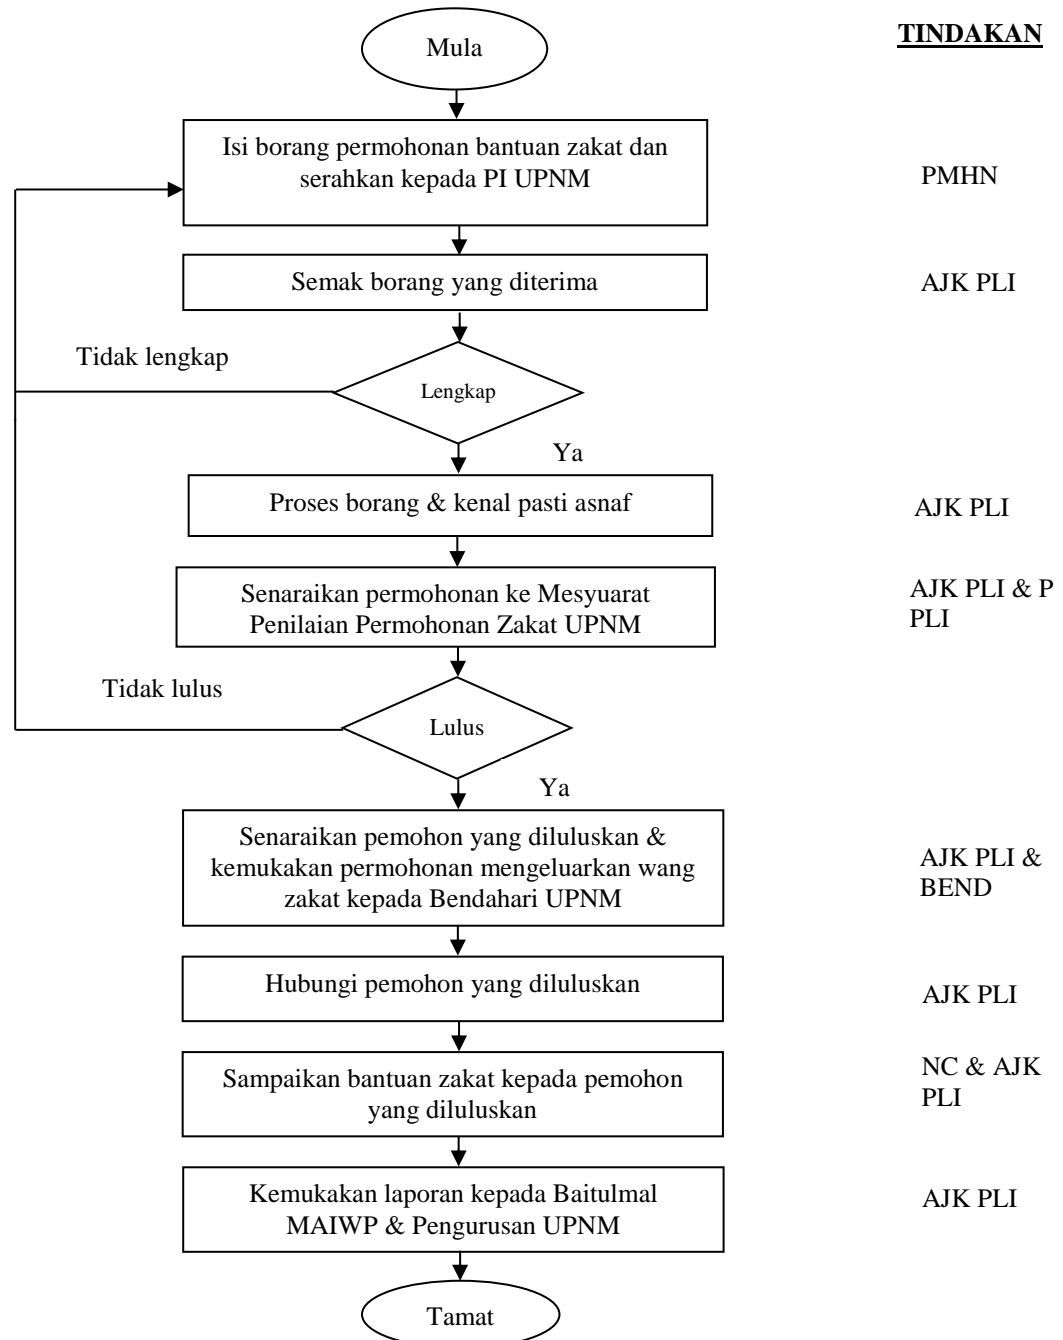 Mula
TINDAKAN
Isi borang permohonan bantuan zakat dan
serahkan kepada PI UPNM
PMHN
Semak borang yang diterima
AJK PLI
Tidak lengkap
Lengkap
Ya
Proses borang & kenal pasti asnaf
AJK PLI
Senaraikan permohonan ke Mesyuarat
Penilaian Permohonan Zakat UPNM
AJK PLI & P
PLI
Tidak lulus
Lulus
Ya
Senaraikan pemohon yang diluluskan &
kemukakan permohonan mengeluarkan wang
zakat kepada Bendahari UPNM
AJK PLI &
BEND
Hubungi pemohon yang diluluskan
AJK PLI
Sampaikan bantuan zakat kepada pemohon
yang diluluskan
NC & AJK
PLI
Kemukakan laporan kepada Baitulmal
MAIWP & Pengurusan UPNM
AJK PLI
Tamat